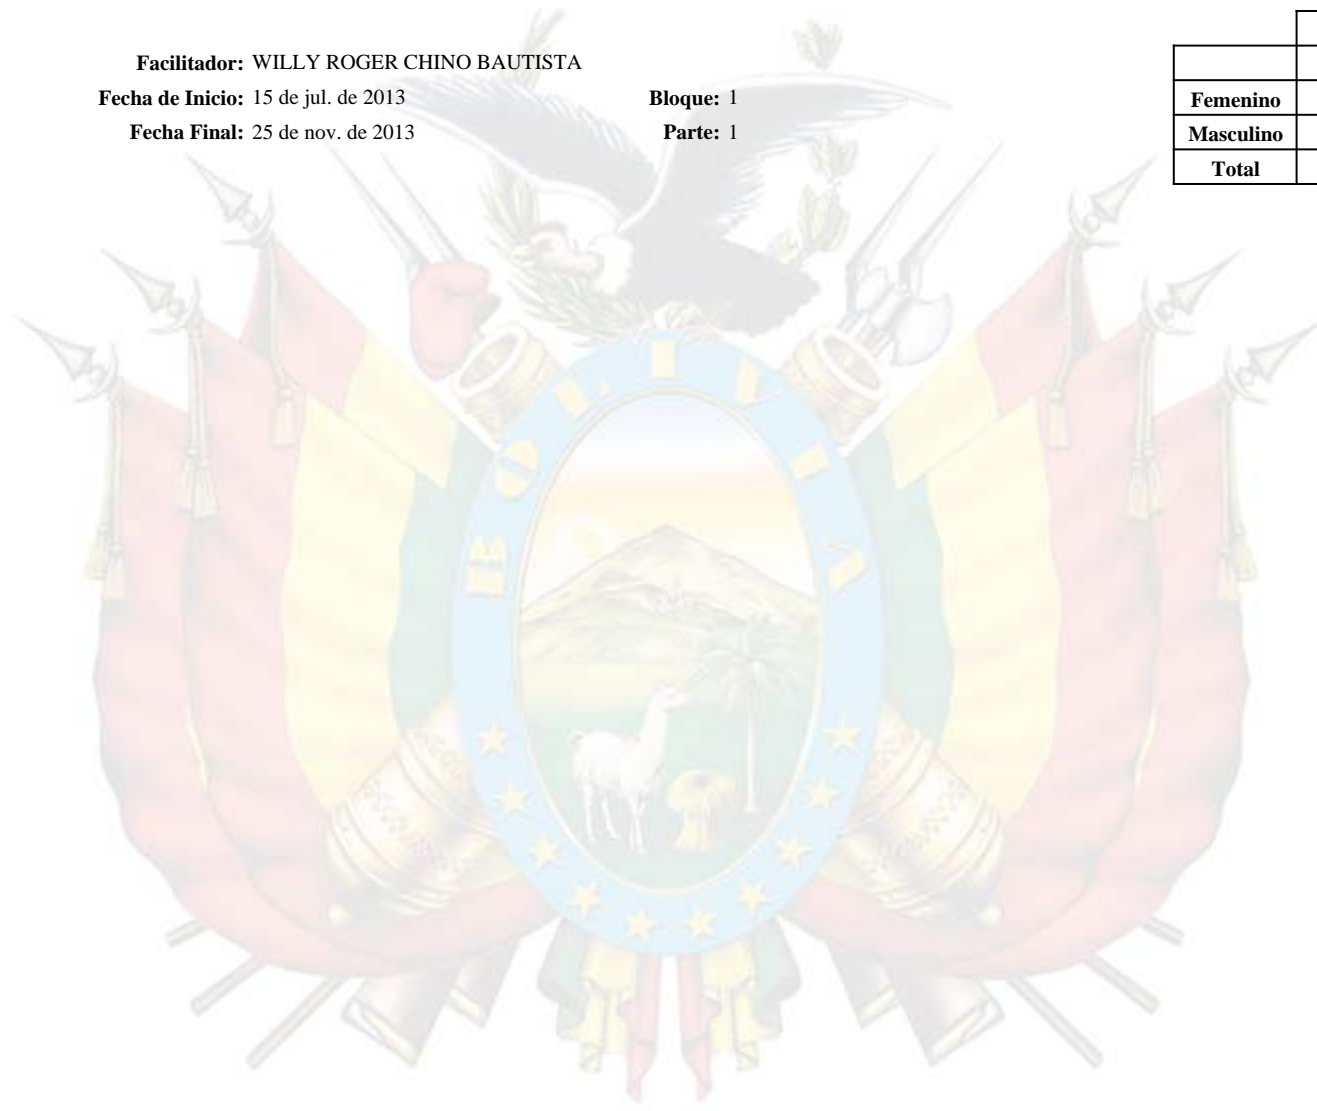 Facilitador: WILLY ROGER CHINO BAUTISTA
Fecha de Inicio: 15 de jul. de 2013 Bloque: 1
Fecha Final: 25 de nov. de 2013 Parte: 1
Femenino
Masculino
Total
BOLIVIA